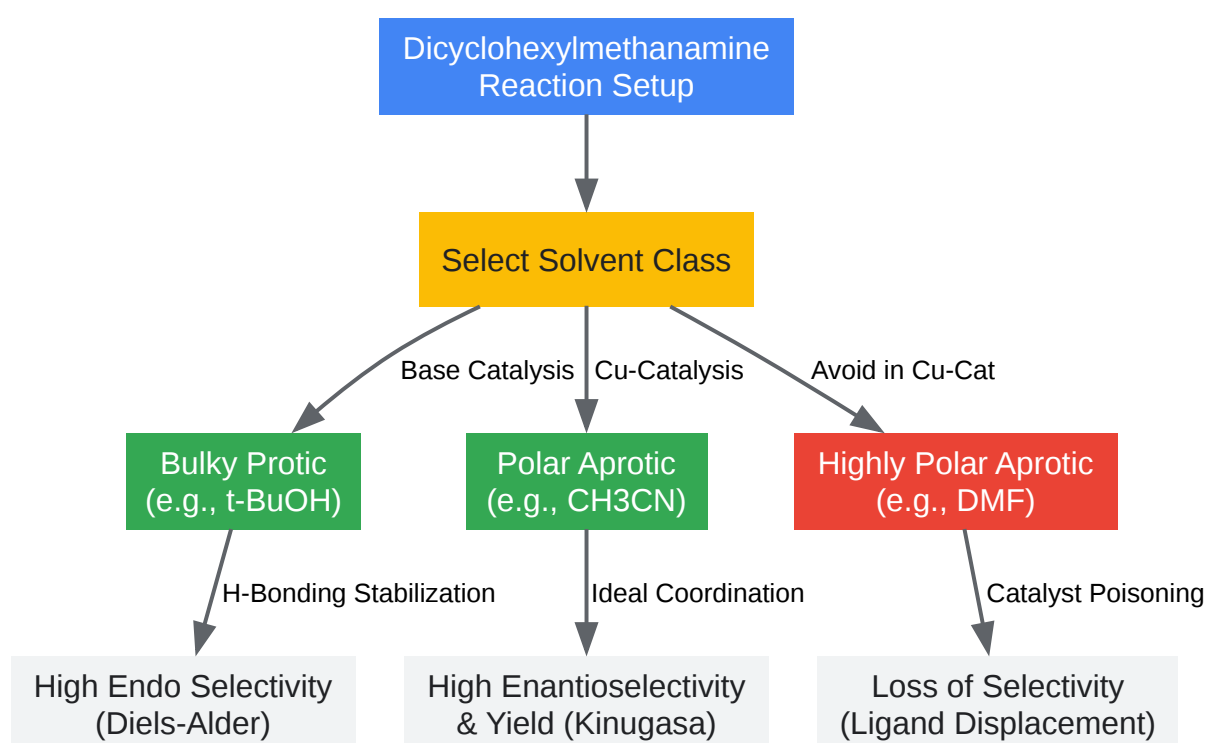 Dicyclohexylmethanamine
Reaction Setup
Select Solvent Class
Base Catalysis
Cu-Catalysis
Avoid in Cu-Cat
Bulky Protic
(e.g., t-BuOH)
Polar Aprotic
(e.g., CH3CN)
Highly Polar Aprotic
(e.g., DMF)
H-Bonding Stabilization
Ideal Coordination
Catalyst Poisoning
High Endo Selectivity
(Diels-Alder)
High Enantioselectivity
& Yield (Kinugasa)
Loss of Selectivity
(Ligand Displacement)